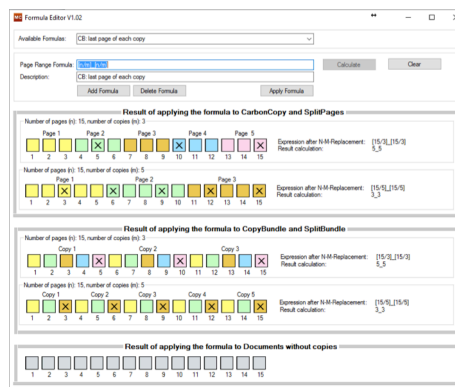 Formula Editor V1.02
Available Formulas: CB: last page of each copy
Page Range Formula: [n/m]_[n/m] Calculate Clear
Description: CB: last page of each copy
Add Formula Delete Formula Apply Formula
Result of applying the formula to CarbonCopy and SplitPages
Number of pages (n): 15, number of copies (m): 3
Page 1 Page 2 Page 3 Page 4 Page 5
Expression after N-M-Replacement: [15/3]_[15/3]
Result calculation: 5_5
1 2 3 4 5 6 7 8 9 10 11 12 13 14 15
Number of pages (n): 15, number of copies (m): 5
Page 1 Page 2 Page 3
Expression after N-M-Replacement: [15/5]_[15/5]
Result calculation: 3_3
1 2 3 4 5 6 7 8 9 10 11 12 13 14 15
Result of applying the formula to CopyBundle and SplitBundle
Number of pages (n): 15, number of copies (m): 3
Copy 1 Copy 2 Copy 3
Expression after N-M-Replacement: [15/3]_[15/3]
Result calculation: 5_5
1 2 3 4 5 6 7 8 9 10 11 12 13 14 15
Number of pages (n): 15, number of copies (m): 5
Copy 1 Copy 2 Copy 3 Copy 4 Copy 5
Expression after N-M-Replacement: [15/5]_[15/5]
Result calculation: 3_3
1 2 3 4 5 6 7 8 9 10 11 12 13 14 15
Result of applying the formula to Documents without copies
1 2 3 4 5 6 7 8 9 10 11 12 13 14 15